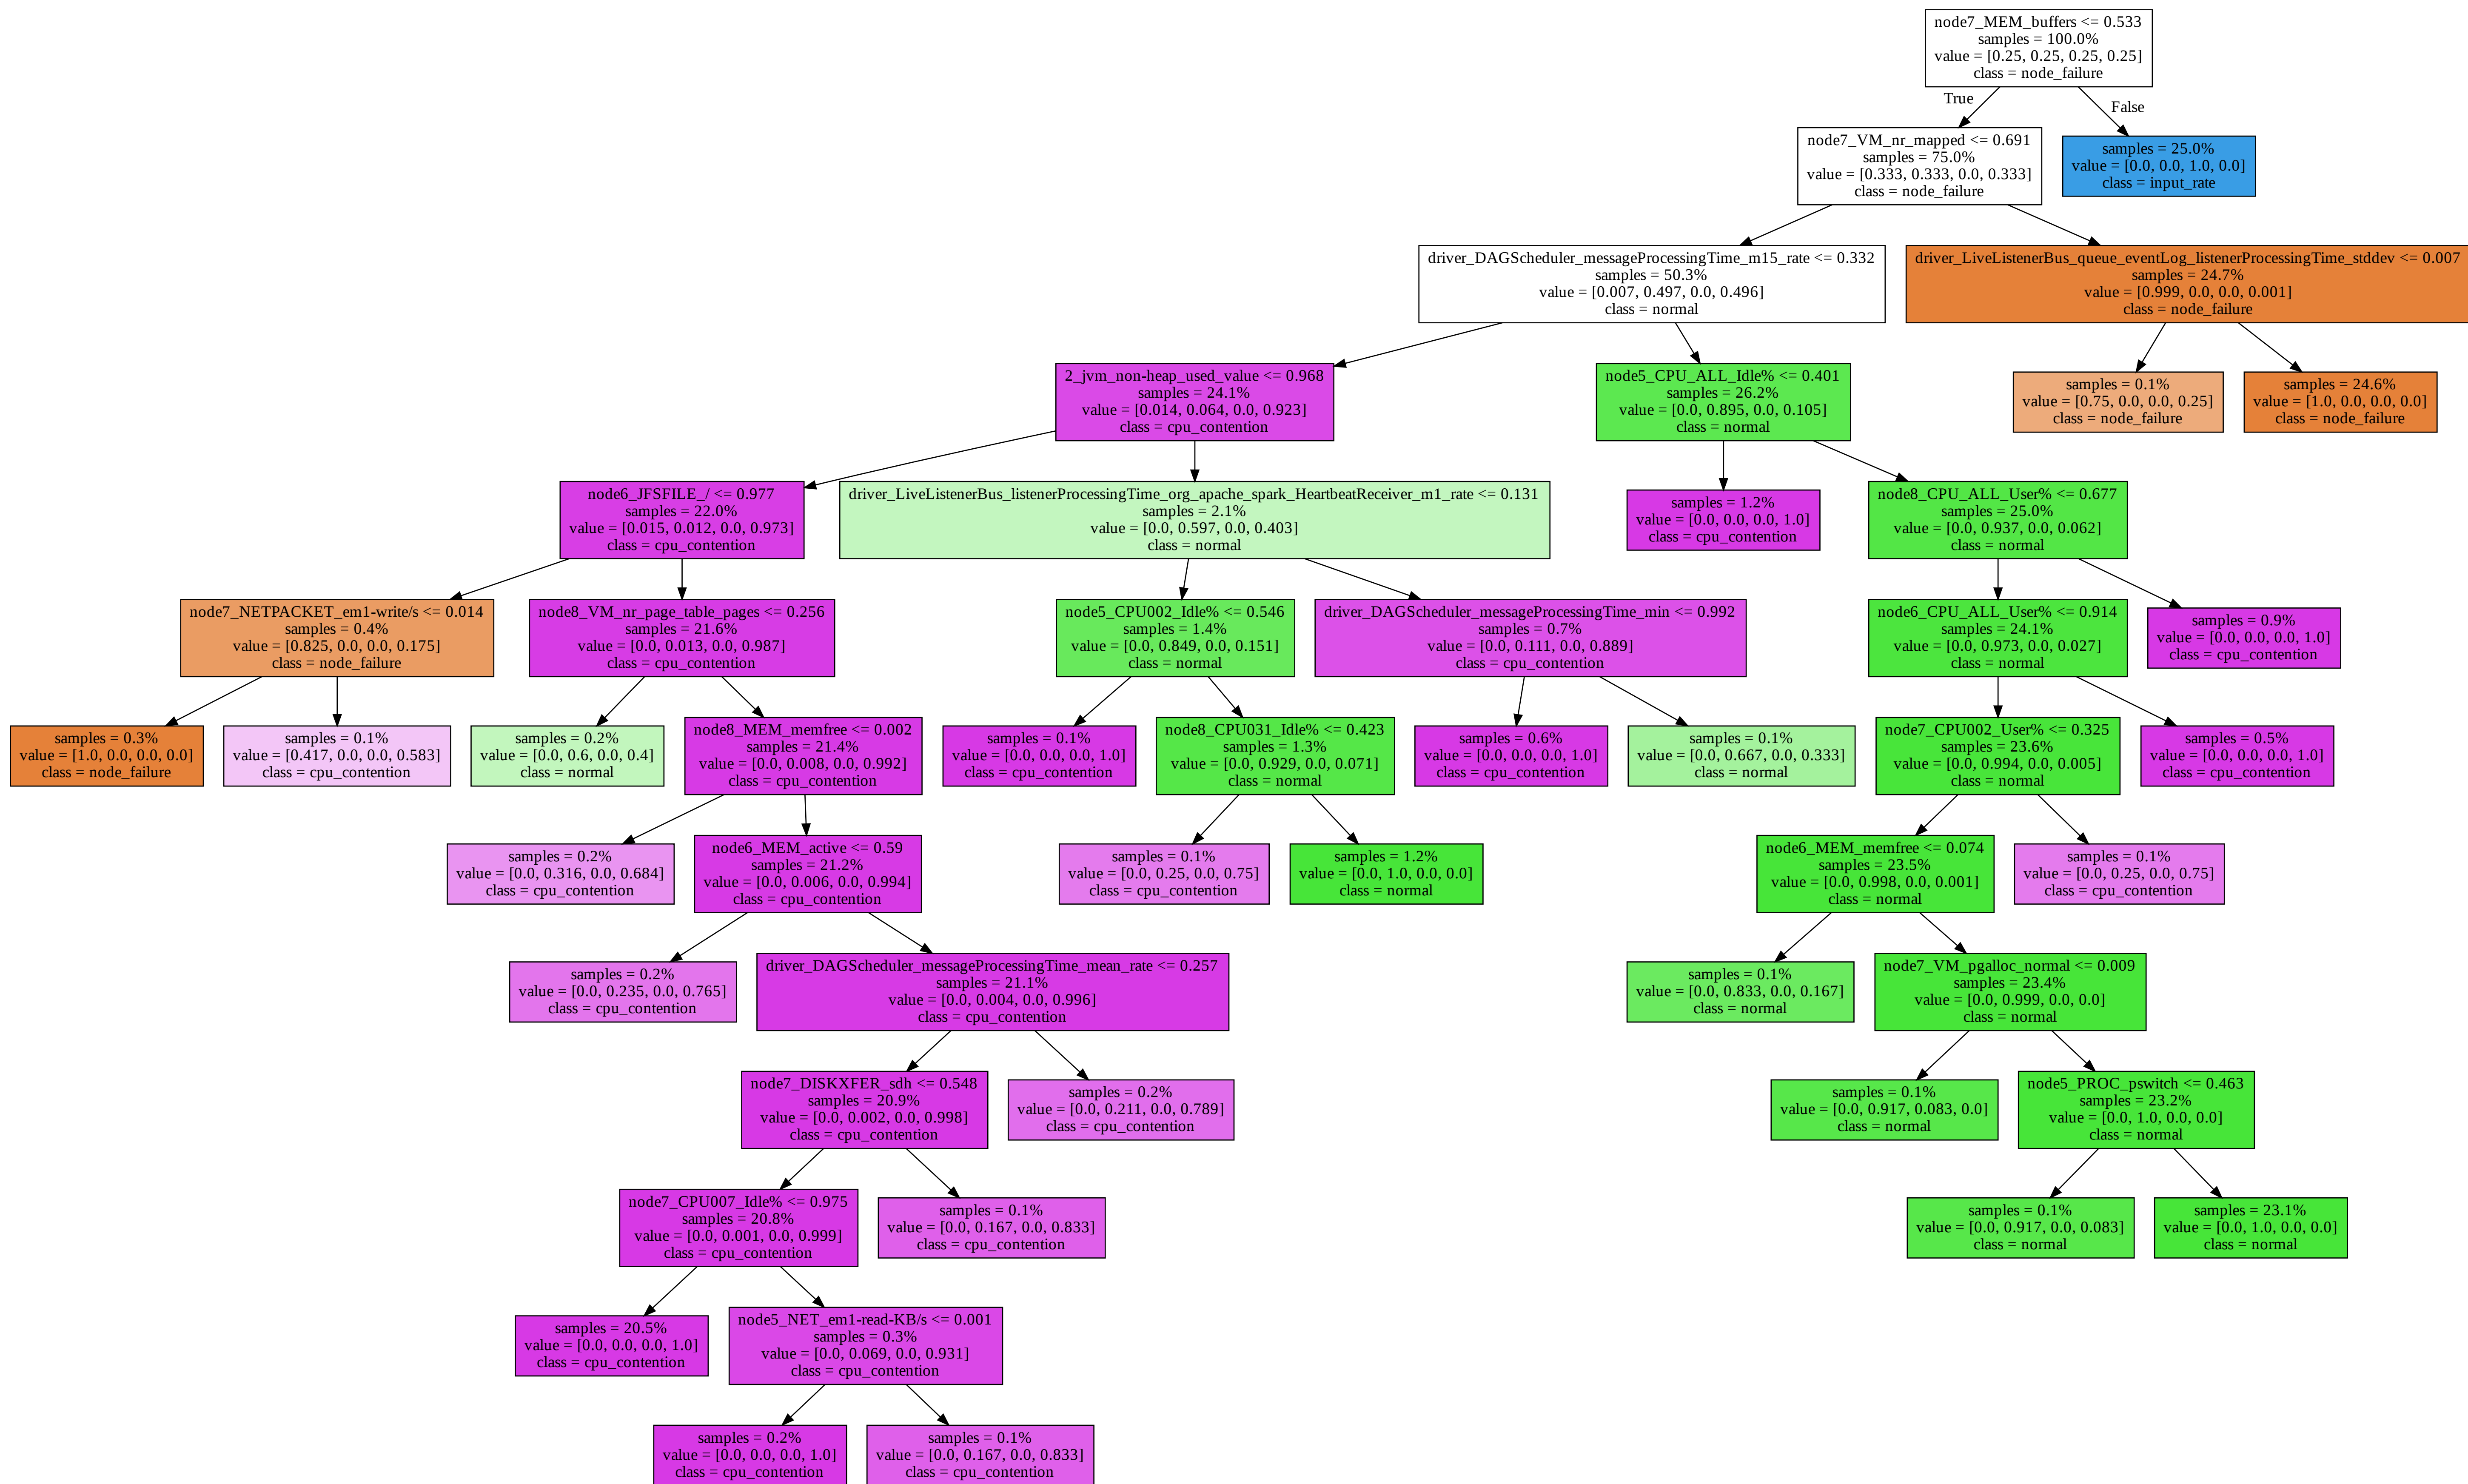 node7_MEM_buffers <= 0.533
samples = 100.0%
value = [0.25, 0.25, 0.25, 0.25]
class = node_failure
True
False
node7_VM_nr_mapped <= 0.691
samples = 75.0%
value = [0.333, 0.333, 0.0, 0.333]
class = node_failure
samples = 25.0%
value = [0.0, 0.0, 1.0, 0.0]
class = input_rate
driver_DAGScheduler_messageProcessingTime_m15_rate <= 0.332
samples = 50.3%
value = [0.007, 0.497, 0.0, 0.496]
class = normal
driver_LiveListenerBus_queue_eventLog_listenerProcessingTime_stddev <= 0.007
samples = 24.7%
value = [0.999, 0.0, 0.0, 0.001]
class = node_failure
2_jvm_non-heap_used_value <= 0.968
samples = 24.1%
value = [0.014, 0.064, 0.0, 0.923]
class = cpu_contention
node5_CPU_ALL_Idle% <= 0.401
samples = 26.2%
value = [0.0, 0.895, 0.0, 0.105]
class = normal
samples = 0.1%
value = [0.75, 0.0, 0.0, 0.25]
class = node_failure
samples = 24.6%
value = [1.0, 0.0, 0.0, 0.0]
class = node_failure
node6_JFSFILE_/ <= 0.977
samples = 22.0%
value = [0.015, 0.012, 0.0, 0.973]
class = cpu_contention
driver_LiveListenerBus_listenerProcessingTime_org_apache_spark_HeartbeatReceiver_m1_rate <= 0.131
samples = 2.1%
value = [0.0, 0.597, 0.0, 0.403]
class = normal
samples = 1.2%
value = [0.0, 0.0, 0.0, 1.0]
class = cpu_contention
node8_CPU_ALL_User% <= 0.677
samples = 25.0%
value = [0.0, 0.937, 0.0, 0.062]
class = normal
node7_NETPACKET_em1-write/s <= 0.014
samples = 0.4%
value = [0.825, 0.0, 0.0, 0.175]
class = node_failure
node8_VM_nr_page_table_pages <= 0.256
samples = 21.6%
value = [0.0, 0.013, 0.0, 0.987]
class = cpu_contention
node5_CPU002_Idle% <= 0.546
samples = 1.4%
value = [0.0, 0.849, 0.0, 0.151]
class = normal
driver_DAGScheduler_messageProcessingTime_min <= 0.992
samples = 0.7%
value = [0.0, 0.111, 0.0, 0.889]
class = cpu_contention
node6_CPU_ALL_User% <= 0.914
samples = 24.1%
value = [0.0, 0.973, 0.0, 0.027]
class = normal
samples = 0.9%
value = [0.0, 0.0, 0.0, 1.0]
class = cpu_contention
samples = 0.3%
value = [1.0, 0.0, 0.0, 0.0]
class = node_failure
samples = 0.1%
value = [0.417, 0.0, 0.0, 0.583]
class = cpu_contention
samples = 0.2%
value = [0.0, 0.6, 0.0, 0.4]
class = normal
node8_MEM_memfree <= 0.002
samples = 21.4%
value = [0.0, 0.008, 0.0, 0.992]
class = cpu_contention
samples = 0.1%
value = [0.0, 0.0, 0.0, 1.0]
class = cpu_contention
node8_CPU031_Idle% <= 0.423
samples = 1.3%
value = [0.0, 0.929, 0.0, 0.071]
class = normal
samples = 0.6%
value = [0.0, 0.0, 0.0, 1.0]
class = cpu_contention
samples = 0.1%
value = [0.0, 0.667, 0.0, 0.333]
class = normal
node7_CPU002_User% <= 0.325
samples = 23.6%
value = [0.0, 0.994, 0.0, 0.005]
class = normal
samples = 0.5%
value = [0.0, 0.0, 0.0, 1.0]
class = cpu_contention
samples = 0.2%
value = [0.0, 0.316, 0.0, 0.684]
class = cpu_contention
node6_MEM_active <= 0.59
samples = 21.2%
value = [0.0, 0.006, 0.0, 0.994]
class = cpu_contention
samples = 0.1%
value = [0.0, 0.25, 0.0, 0.75]
class = cpu_contention
samples = 1.2%
value = [0.0, 1.0, 0.0, 0.0]
class = normal
node6_MEM_memfree <= 0.074
samples = 23.5%
value = [0.0, 0.998, 0.0, 0.001]
class = normal
samples = 0.1%
value = [0.0, 0.25, 0.0, 0.75]
class = cpu_contention
samples = 0.2%
value = [0.0, 0.235, 0.0, 0.765]
class = cpu_contention
driver_DAGScheduler_messageProcessingTime_mean_rate <= 0.257
samples = 21.1%
value = [0.0, 0.004, 0.0, 0.996]
class = cpu_contention
samples = 0.1%
value = [0.0, 0.833, 0.0, 0.167]
class = normal
node7_VM_pgalloc_normal <= 0.009
samples = 23.4%
value = [0.0, 0.999, 0.0, 0.0]
class = normal
node7_DISKXFER_sdh <= 0.548
samples = 20.9%
value = [0.0, 0.002, 0.0, 0.998]
class = cpu_contention
samples = 0.2%
value = [0.0, 0.211, 0.0, 0.789]
class = cpu_contention
samples = 0.1%
value = [0.0, 0.917, 0.083, 0.0]
class = normal
node5_PROC_pswitch <= 0.463
samples = 23.2%
value = [0.0, 1.0, 0.0, 0.0]
class = normal
node7_CPU007_Idle% <= 0.975
samples = 20.8%
value = [0.0, 0.001, 0.0, 0.999]
class = cpu_contention
samples = 0.1%
value = [0.0, 0.167, 0.0, 0.833]
class = cpu_contention
samples = 0.1%
value = [0.0, 0.917, 0.0, 0.083]
class = normal
samples = 23.1%
value = [0.0, 1.0, 0.0, 0.0]
class = normal
samples = 20.5%
value = [0.0, 0.0, 0.0, 1.0]
class = cpu_contention
node5_NET_em1-read-KB/s <= 0.001
samples = 0.3%
value = [0.0, 0.069, 0.0, 0.931]
class = cpu_contention
samples = 0.2%
value = [0.0, 0.0, 0.0, 1.0]
class = cpu_contention
samples = 0.1%
value = [0.0, 0.167, 0.0, 0.833]
class = cpu_contention